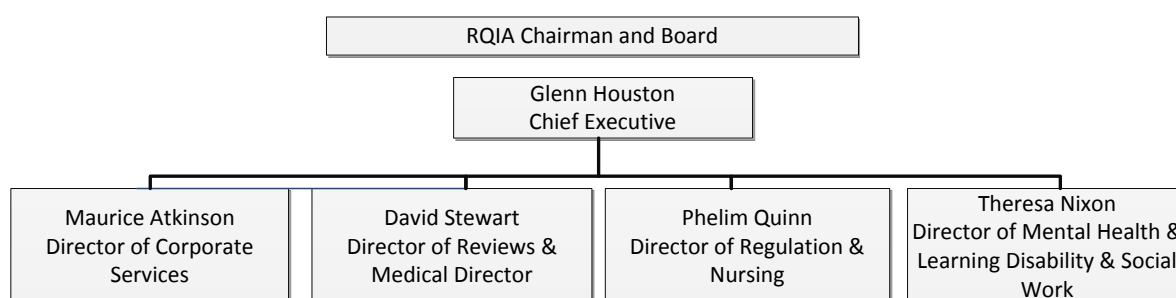 RQIA Chairman and Board
Glenn Houston
Chief Executive
Maurice Atkinson
Director of Corporate
Services
David Stewart
Director of Reviews &
Medical Director
Phelim Quinn
Director of Regulation &
Nursing
Theresa Nixon
Director of Mental Health &
Learning Disability & Social
Work